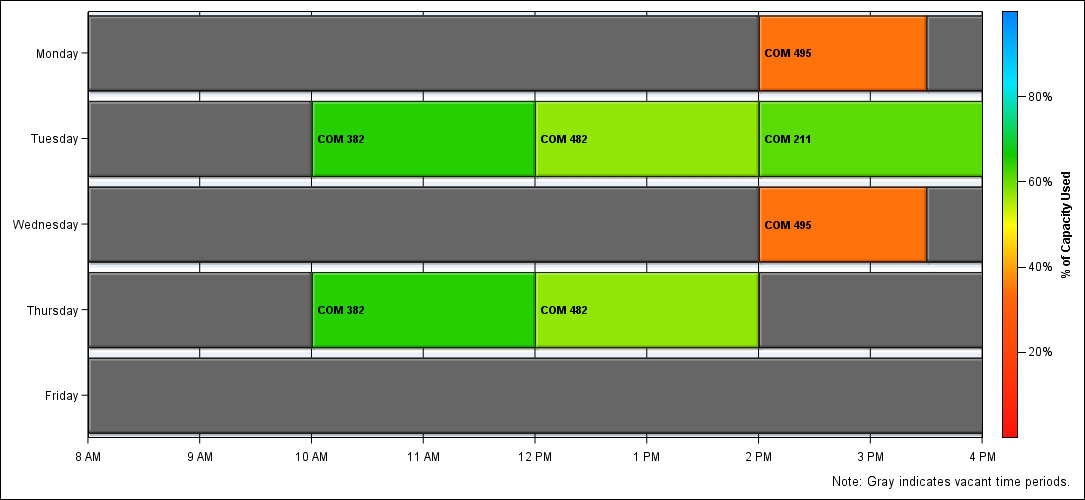 Monday
COM 495
Tuesday
COM 382
COM 482
COM 211
Wednesday
COM 495
Thursday
COM 382
COM 482
Friday
8 AM
9 AM
10 AM
11 AM
12 PM
1 PM
2 PM
3 PM
4 PM
80%
60%
40%
20%
% of Capacity Used
Note: Gray indicates vacant time periods.